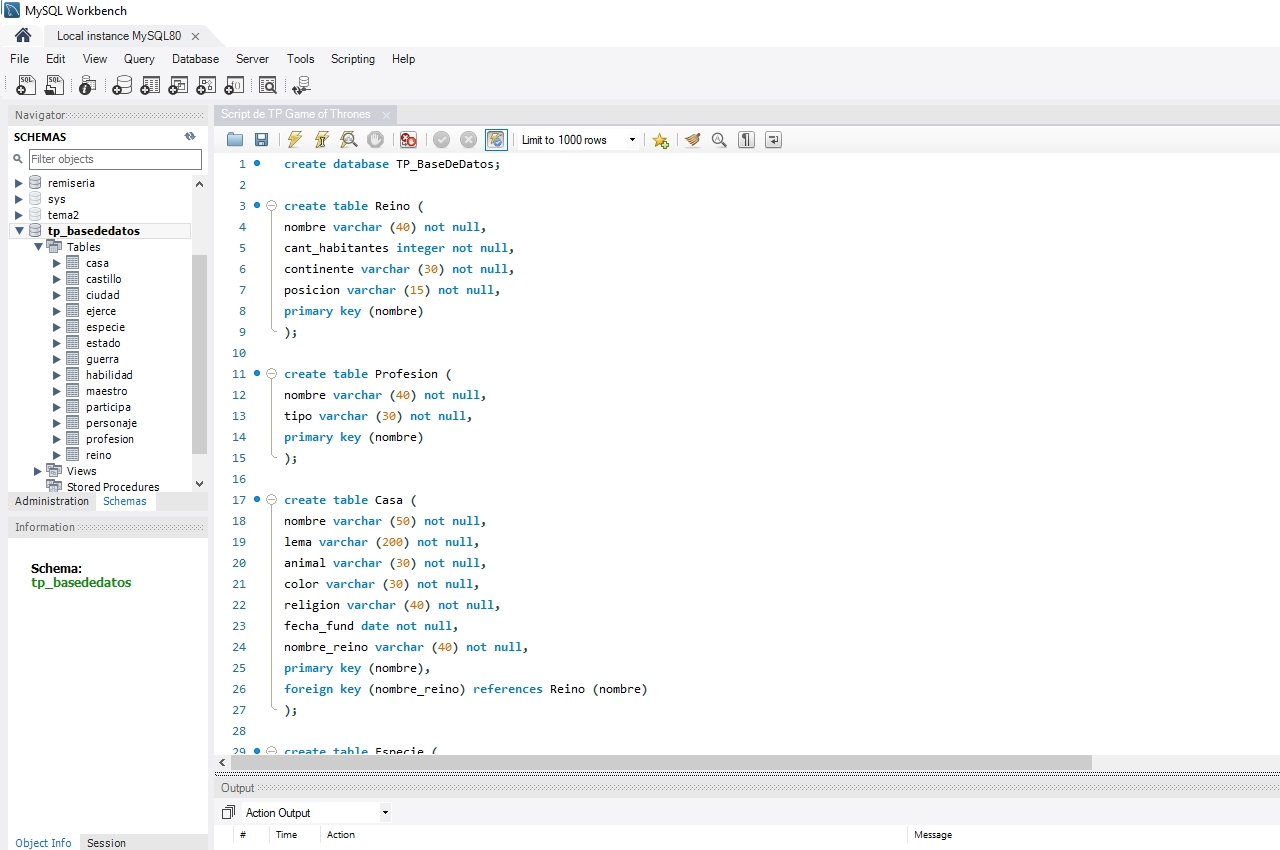 MySQL Workbench
Local instance MySQL80
File Edit View Query Database Server Tools Scripting Help
Navigator
SCHEMAS
Filter objects
remiseria
sys
tema2
tp_basededatos
Tables
casa
castillo
ciudad
ejerce
especie
estado
guerra
habilidad
maestro
participa
personaje
profesion
reino
Views
Stored Procedures
Administration Schemas
Information
Schema:
tp_basededatos
Object Info Session
Script de TP Game of Thrones
Limit to 1000 rows
1 create database TP_BaseDeDatos;
2
3 create table Reino (
4 nombre varchar (40) not null,
5 cant_habitantes integer not null,
6 continente varchar (30) not null,
7 posicion varchar (15) not null,
8 primary key (nombre)
9 );
10
11 create table Profesion (
12 nombre varchar (40) not null,
13 tipo varchar (30) not null,
14 primary key (nombre)
15 );
16
17 create table Casa (
18 nombre varchar (50) not null,
19 lema varchar (200) not null,
20 animal varchar (30) not null,
21 color varchar (30) not null,
22 religion varchar (40) not null,
23 fecha_fund date not null,
24 nombre_reino varchar (40) not null,
25 primary key (nombre),
26 foreign key (nombre_reino) references Reino (nombre)
27 );
28
29 create table Especie (
Output
Action Output
# Time Action Message